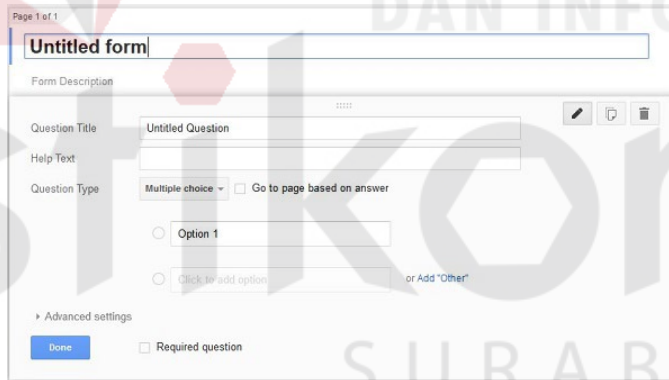 DAN INFO
Page 1 of 1
Untitled form
Form Description
Question Title Untitled Question
Help Text
Question Type Multiple choice Go to page based on answer
Option 1
Click to add option or Add "Other"
Advanced settings
Done Required question
stikom
SURAB